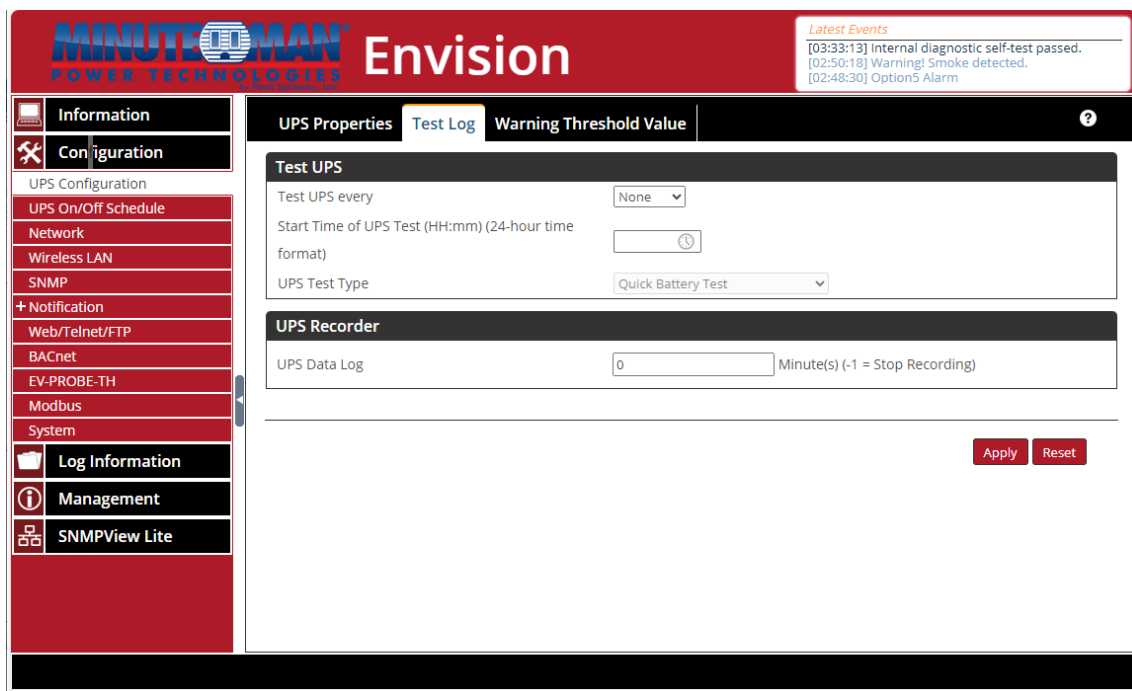 MINUTEMAN
POWER TECHNOLOGIES
by Para Systems, Inc.
Envision
Latest Events
[03:33:13] Internal diagnostic self-test passed.
[02:50:18] Warning! Smoke detected.
[02:48:30] Option5 Alarm
Information
Configuration
UPS Configuration
UPS On/Off Schedule
Network
Wireless LAN
SNMP
+ Notification
Web/Telnet/FTP
BACnet
EV-PROBE-TH
Modbus
System
Log Information
Management
SNMPView Lite
UPS Properties Test Log Warning Threshold Value ?
Test UPS
Test UPS every None
Start Time of UPS Test (HH:mm) (24-hour time
format)
UPS Test Type Quick Battery Test
UPS Recorder
UPS Data Log 0 Minute(s) (-1 = Stop Recording)
Apply Reset